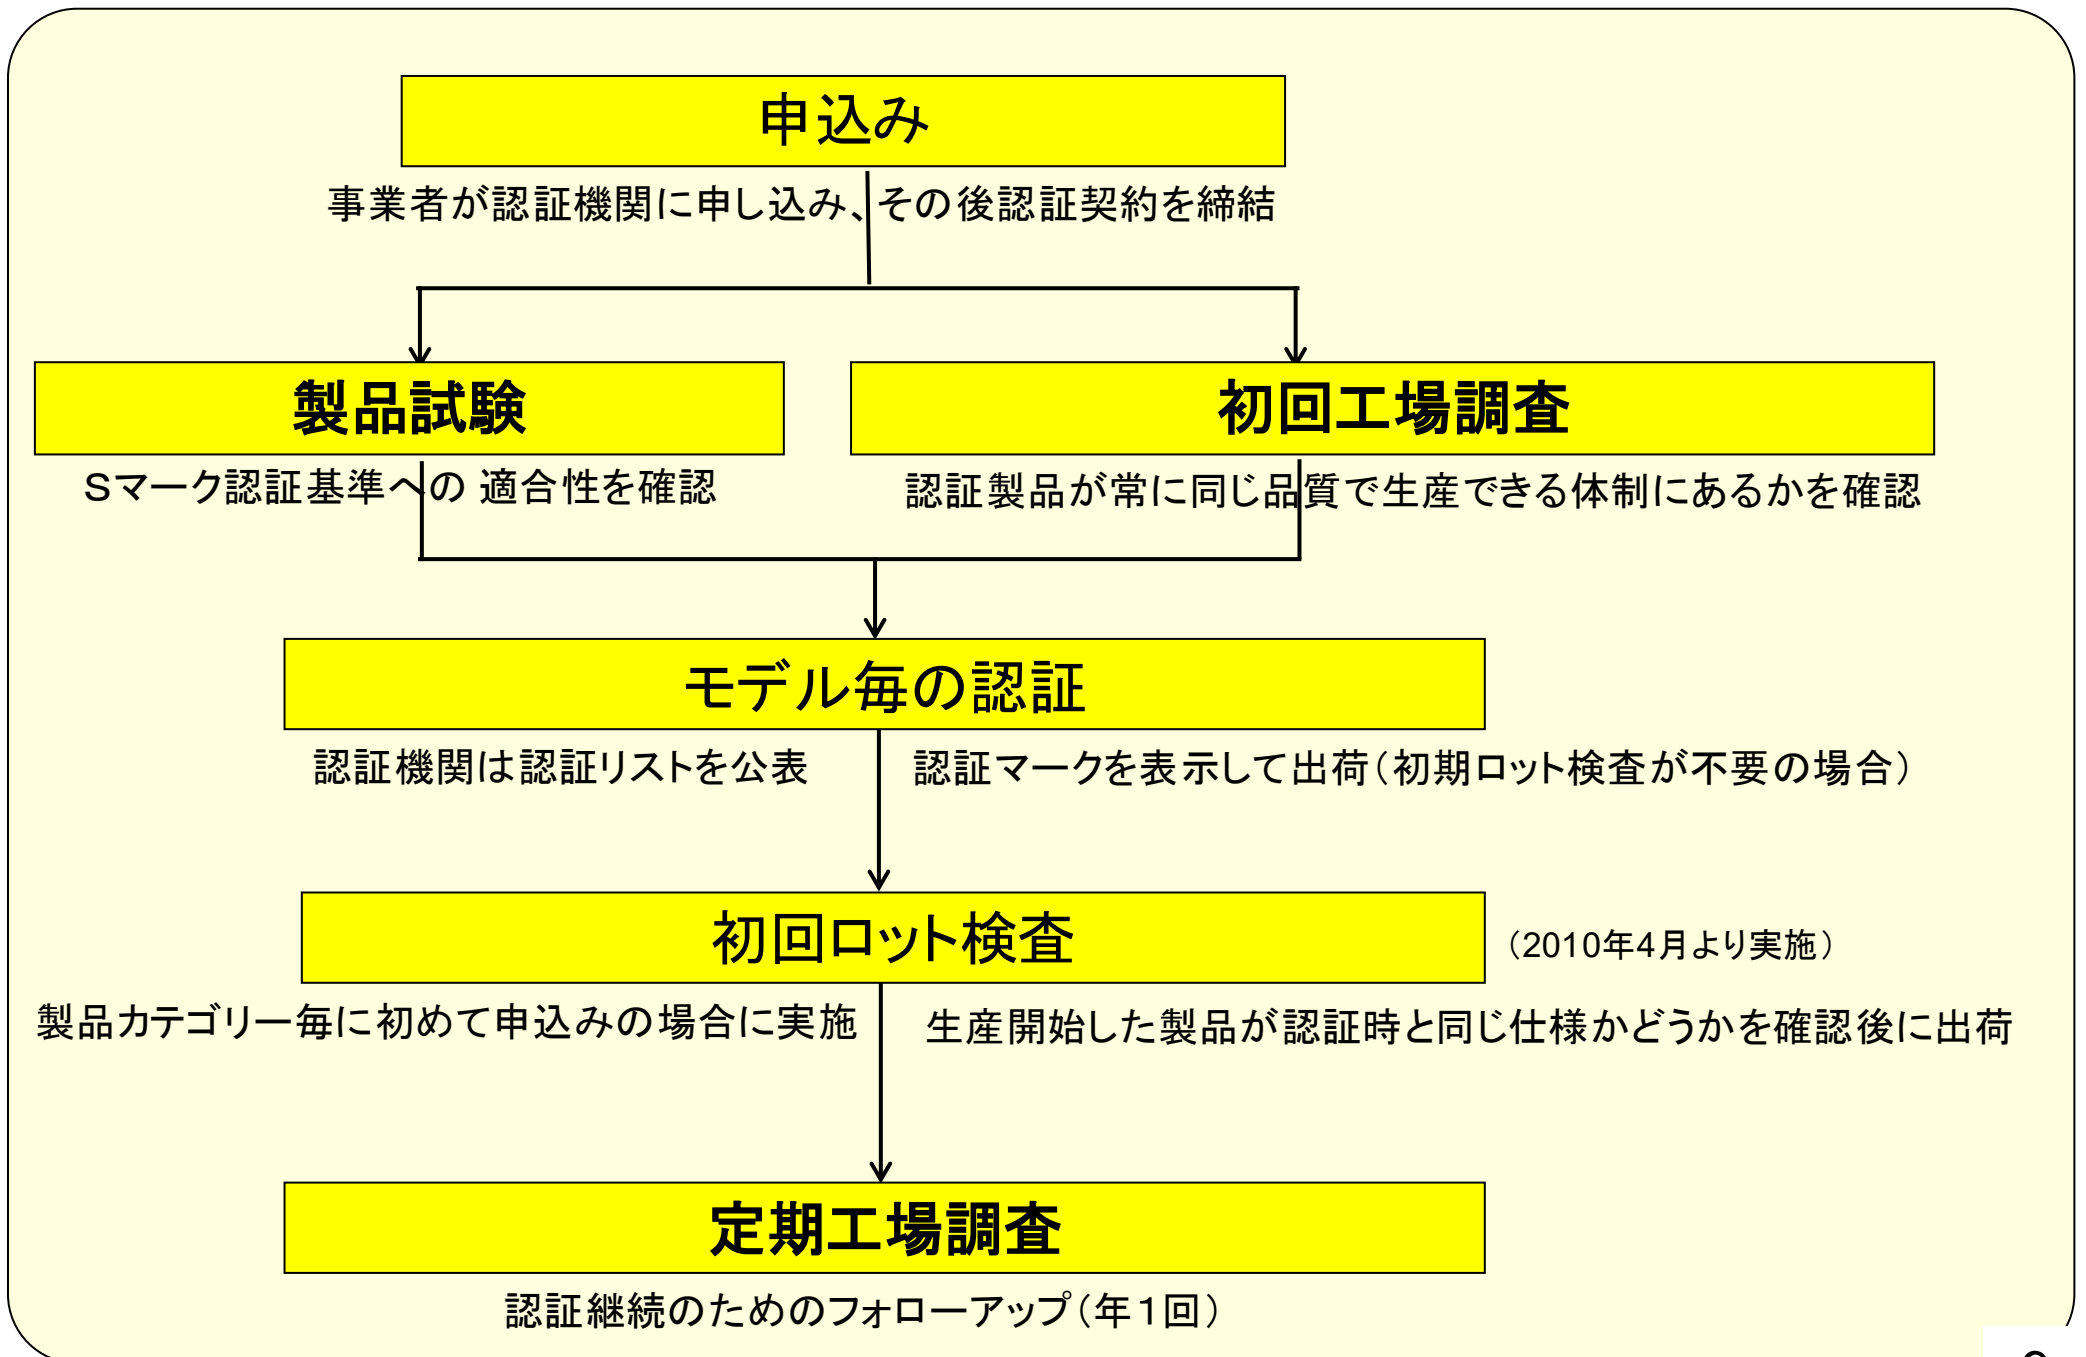 申込み
事業者が認証機関に申し込み、その後認証契約を締結
製品試験
初回工場調査
Sマーク認証基準への 適合性を確認
認証製品が常に同じ品質で生産できる体制にあるかを確認
モデル毎の認証
認証機関は認証リストを公表
認証マークを表示して出荷（初期ロット検査が不要の場合）
初回ロット検査
（2010年4月より実施）
製品カテゴリー毎に初めて申込みの場合に実施
生産開始した製品が認証時と同じ仕様かどうかを確認後に出荷
定期工場調査
認証継続のためのフォローアップ（年１回）